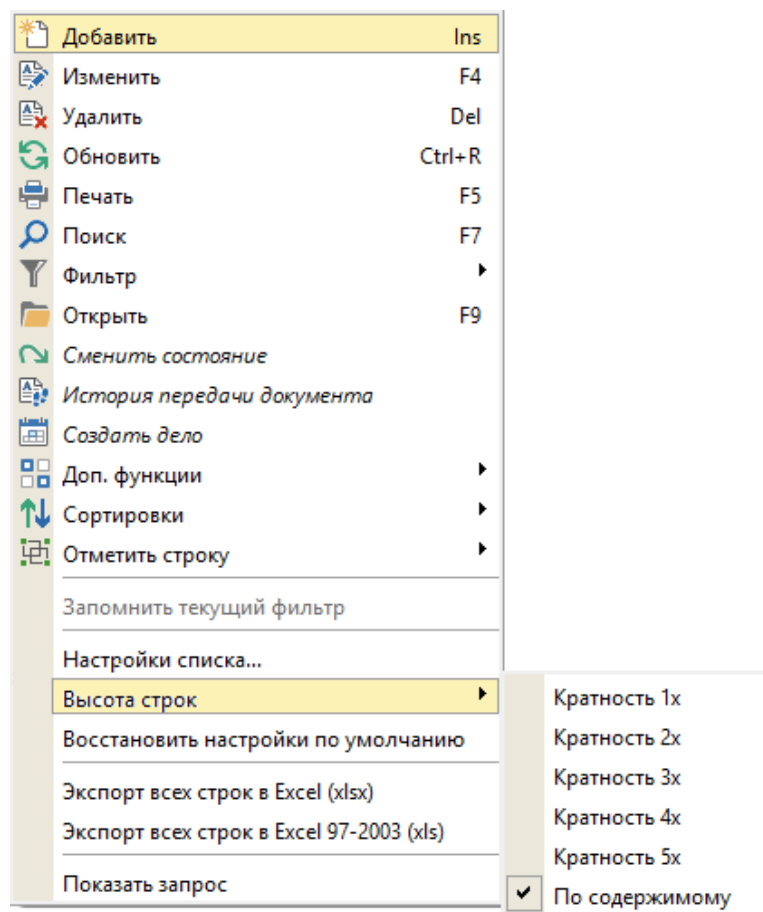 Добавить Ins
Изменить F4
Удалить Del
Обновить Ctrl+R
Печать F5
Поиск F7
Фильтр
Открыть F9
Сменить состояние
История передачи документа
Создать дело
Доп. функции
Сортировки
Отметить строку
Запомнить текущий фильтр
Настройки списка...
Высота строк
Восстановить настройки по умолчанию
Экспорт всех строк в Excel (xlsx)
Экспорт всех строк в Excel 97-2003 (xls)
Показать запрос
Кратность 1x
Кратность 2x
Кратность 3x
Кратность 4x
Кратность 5x
По содержимому